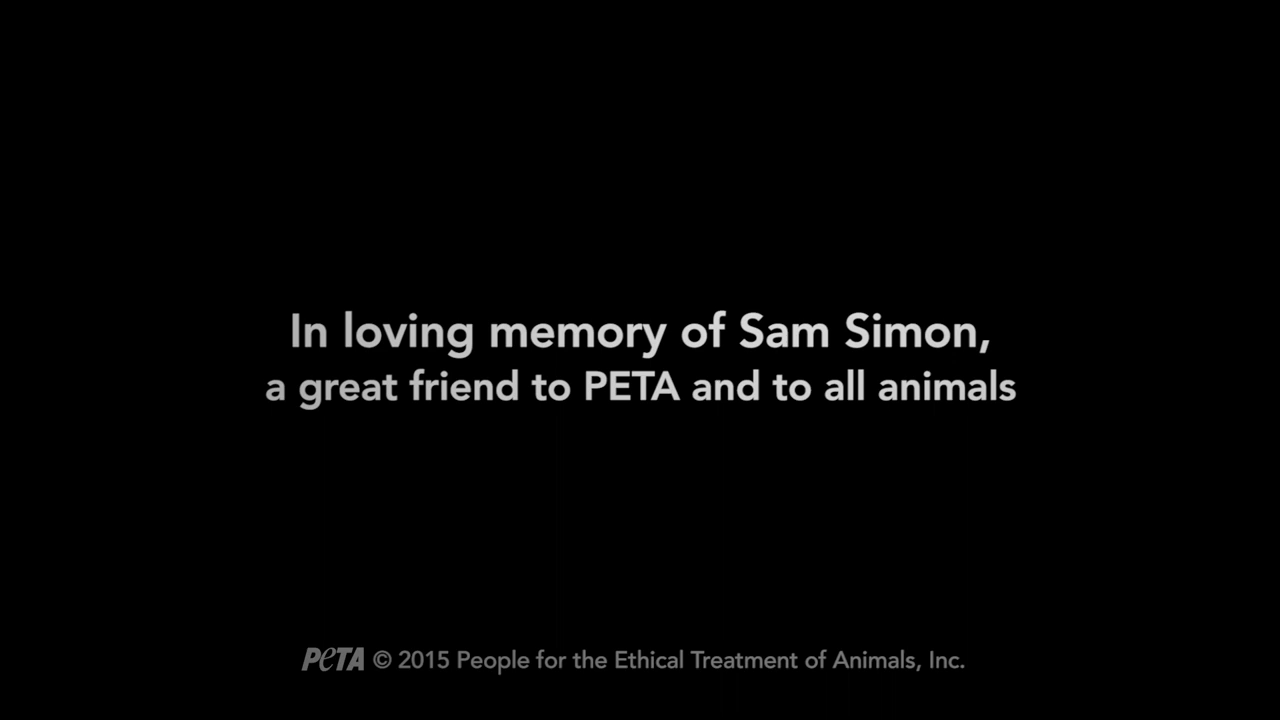 In loving memory of Sam Simon,
a great friend to PETA and to all animals
PETA © 2015 People for the Ethical Treatment of Animals, Inc.